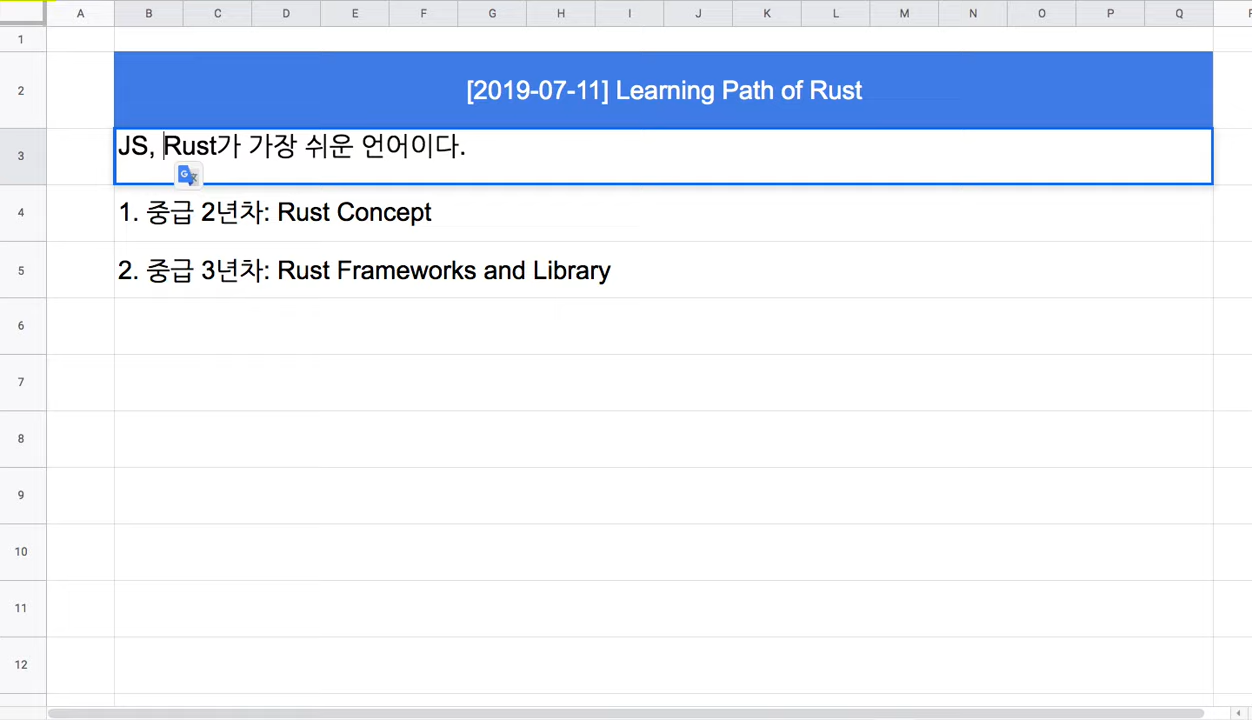 A B C D E F G H I J K L M N O P Q
1
2 [2019-07-11] Learning Path of Rust
3 JS, Rust가 가장 쉬운 언어이다.
4 1. 중급 2년차: Rust Concept
5 2. 중급 3년차: Rust Frameworks and Library
6
7
8
9
10
11
12